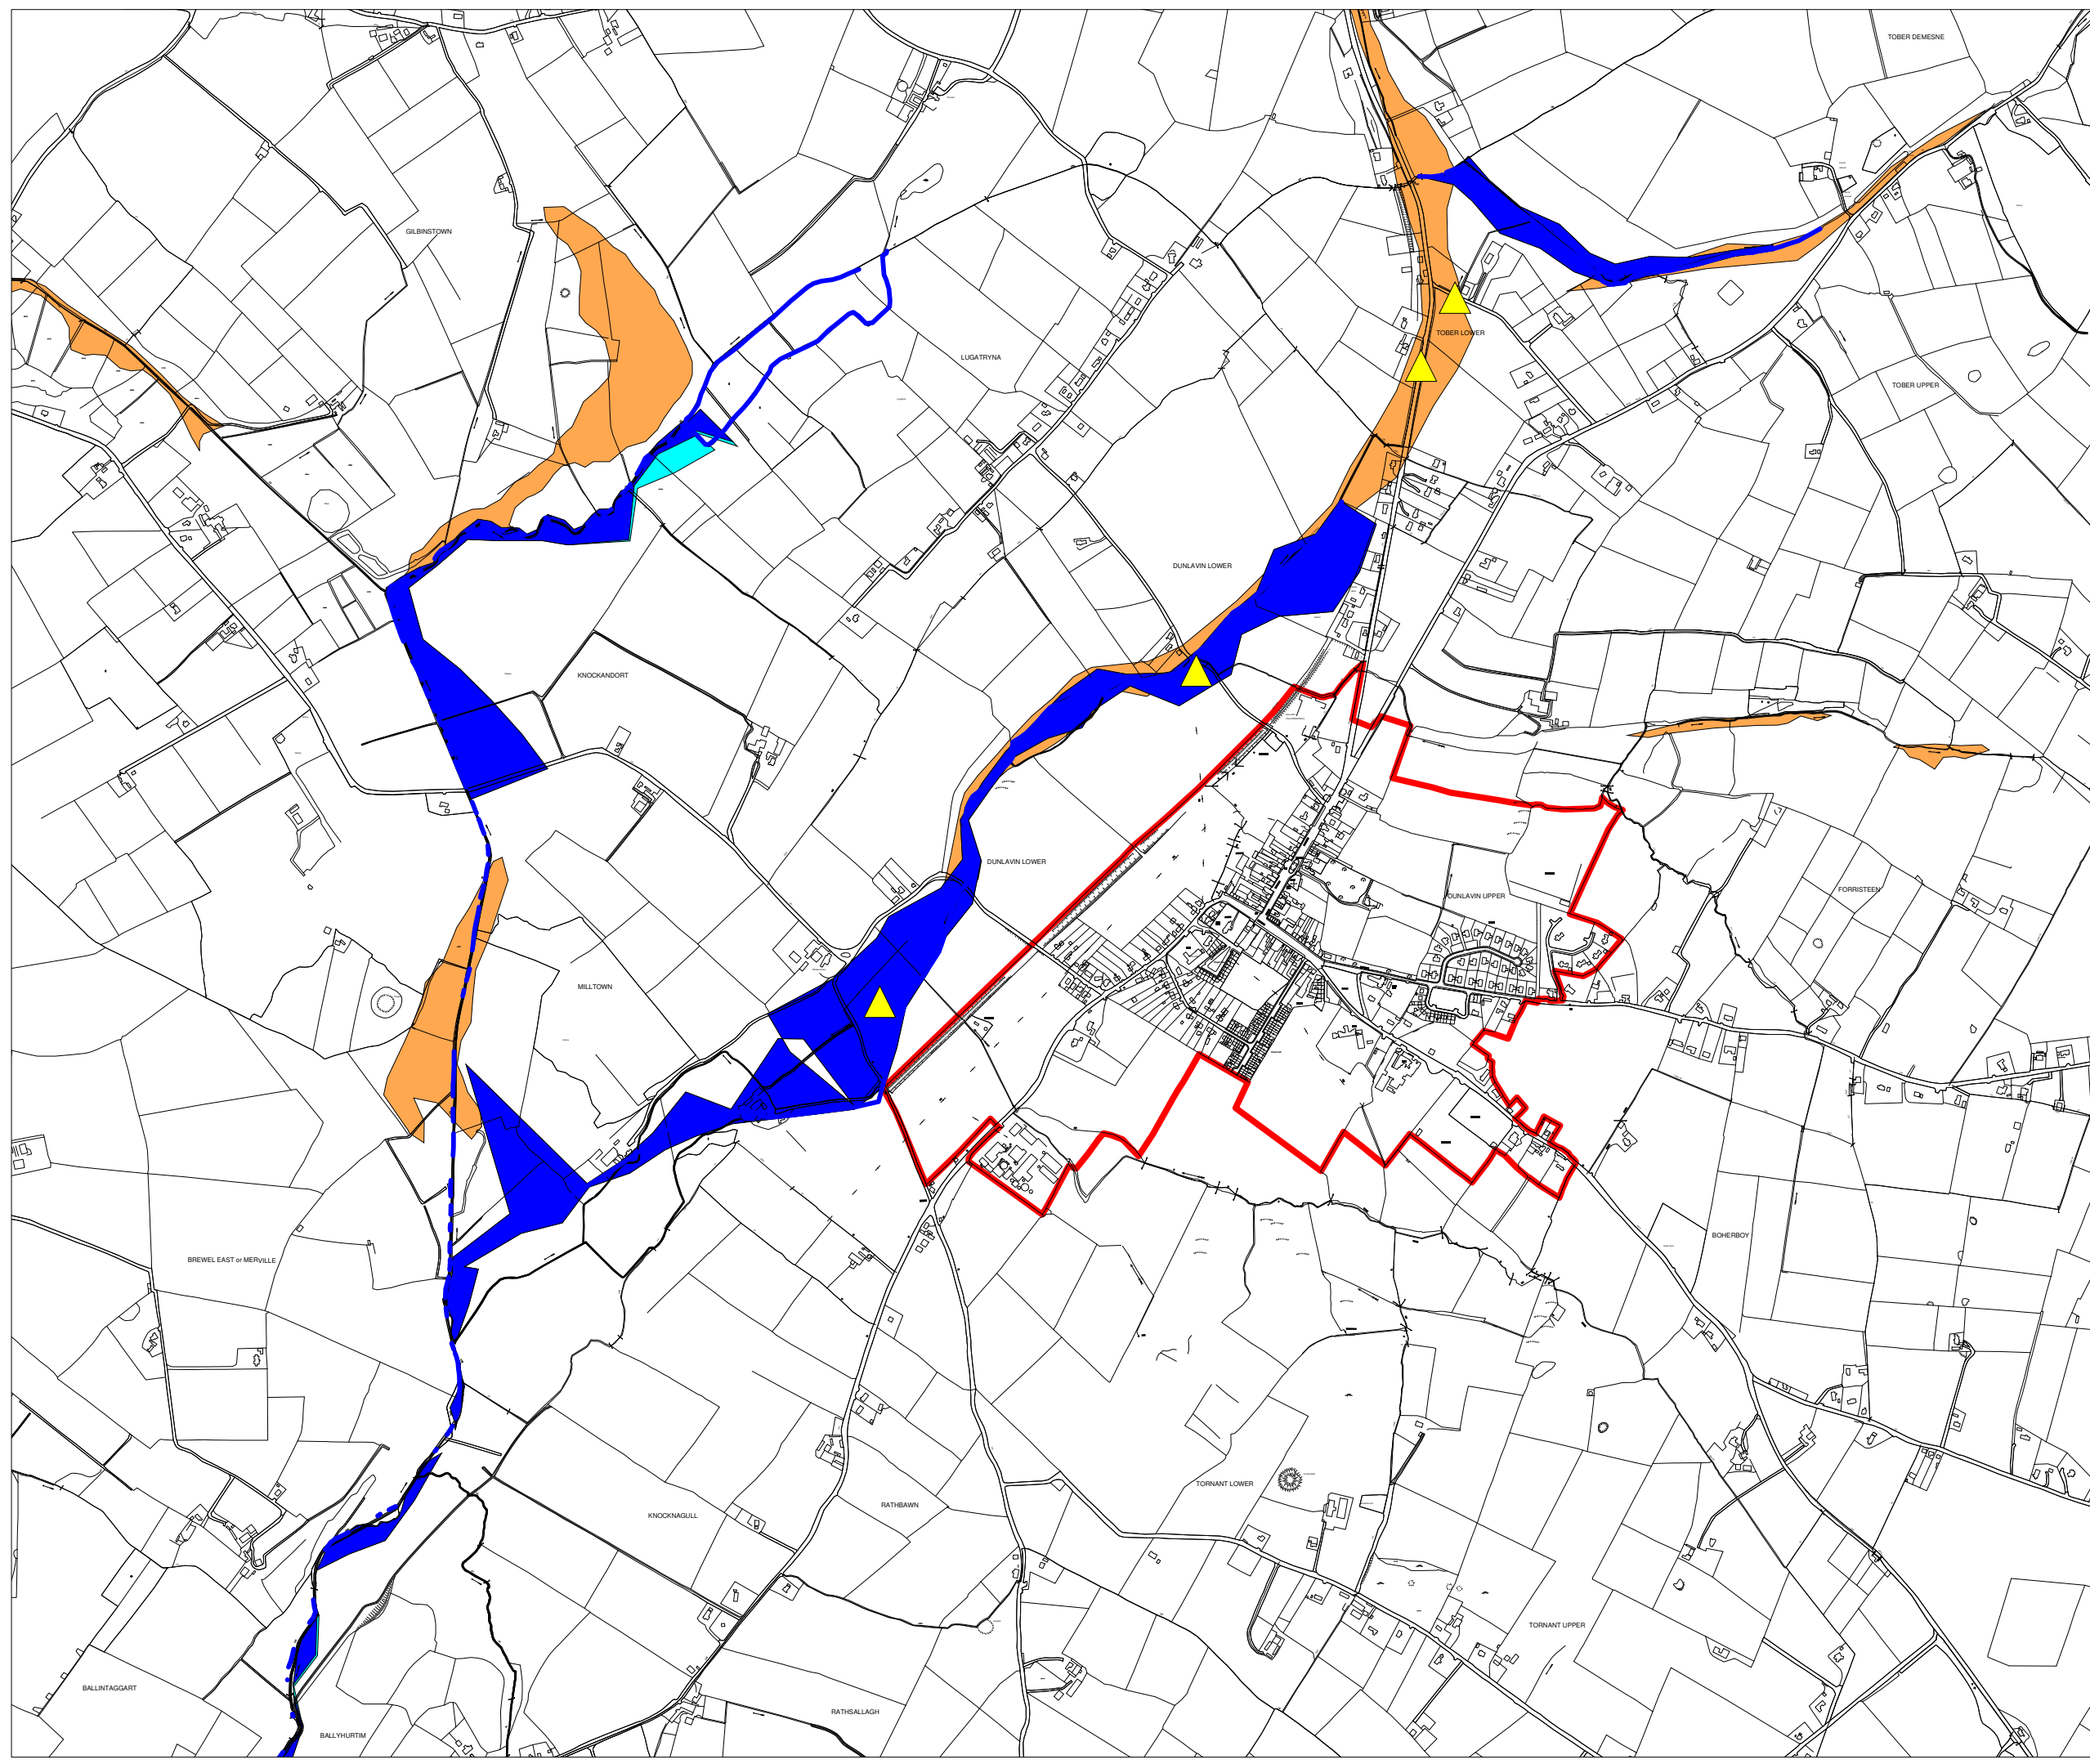 TOBER DEMESNE
GILBINSTOWN
TOBER LOWER
LUGATRYNA
TOBER UPPER
DUNLAVIN LOWER
KNOCKANDORT
DUNLAVIN LOWER
FORRISTEEN
DUNLAVIN UPPER
MILLTOWN
BOHERBOY
BREWEL EAST or MERVILLE
TORNANT LOWER
RATHBAWN
KNOCKNAGULL
TORNANT UPPER
BALLINTAGGART
RATHSALLAGH
BALLYHURTIM